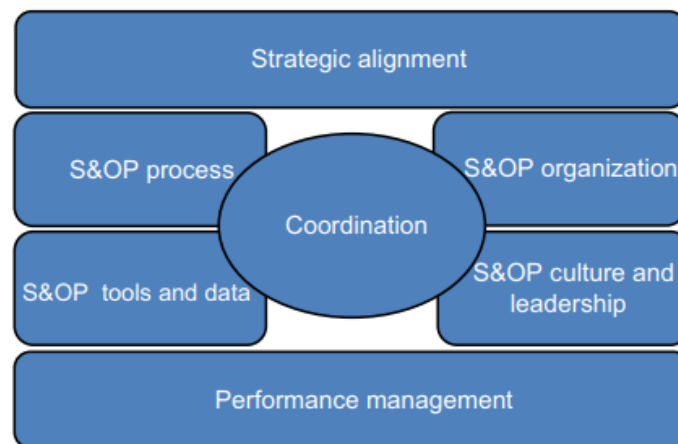 Strategic alignment
S&OP process
S&OP organization
Coordination
S&OP tools and data
S&OP culture and
leadership
Performance management